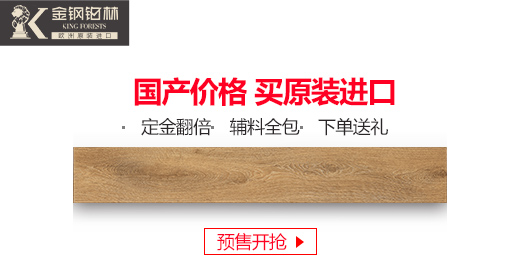 金钢铭林
KING FORESTS
欧洲原装进口
国产价格 买原装进口
· 定金翻倍· 辅料全包· 下单送礼
预售开抢